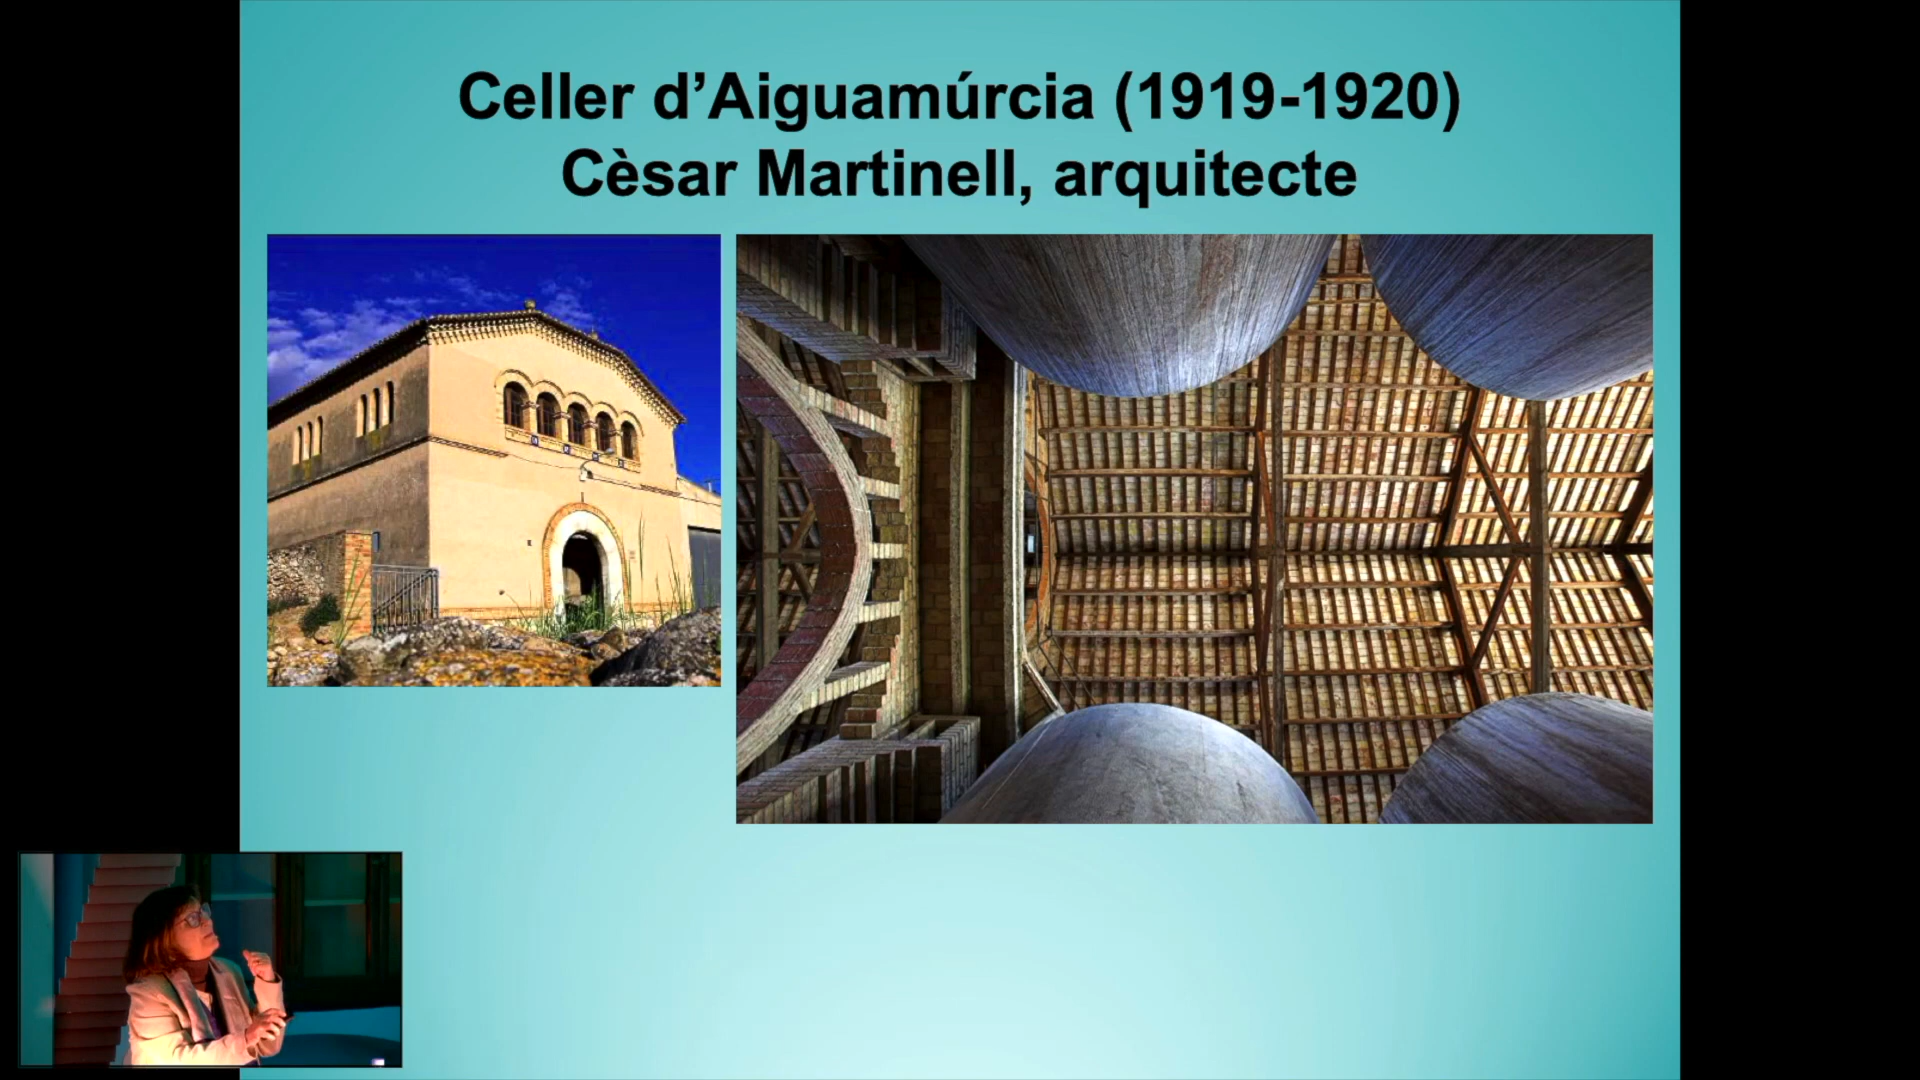 Celler d’Aiguamúrcia (1919-1920)
Cèsar Martinell, arquitecte